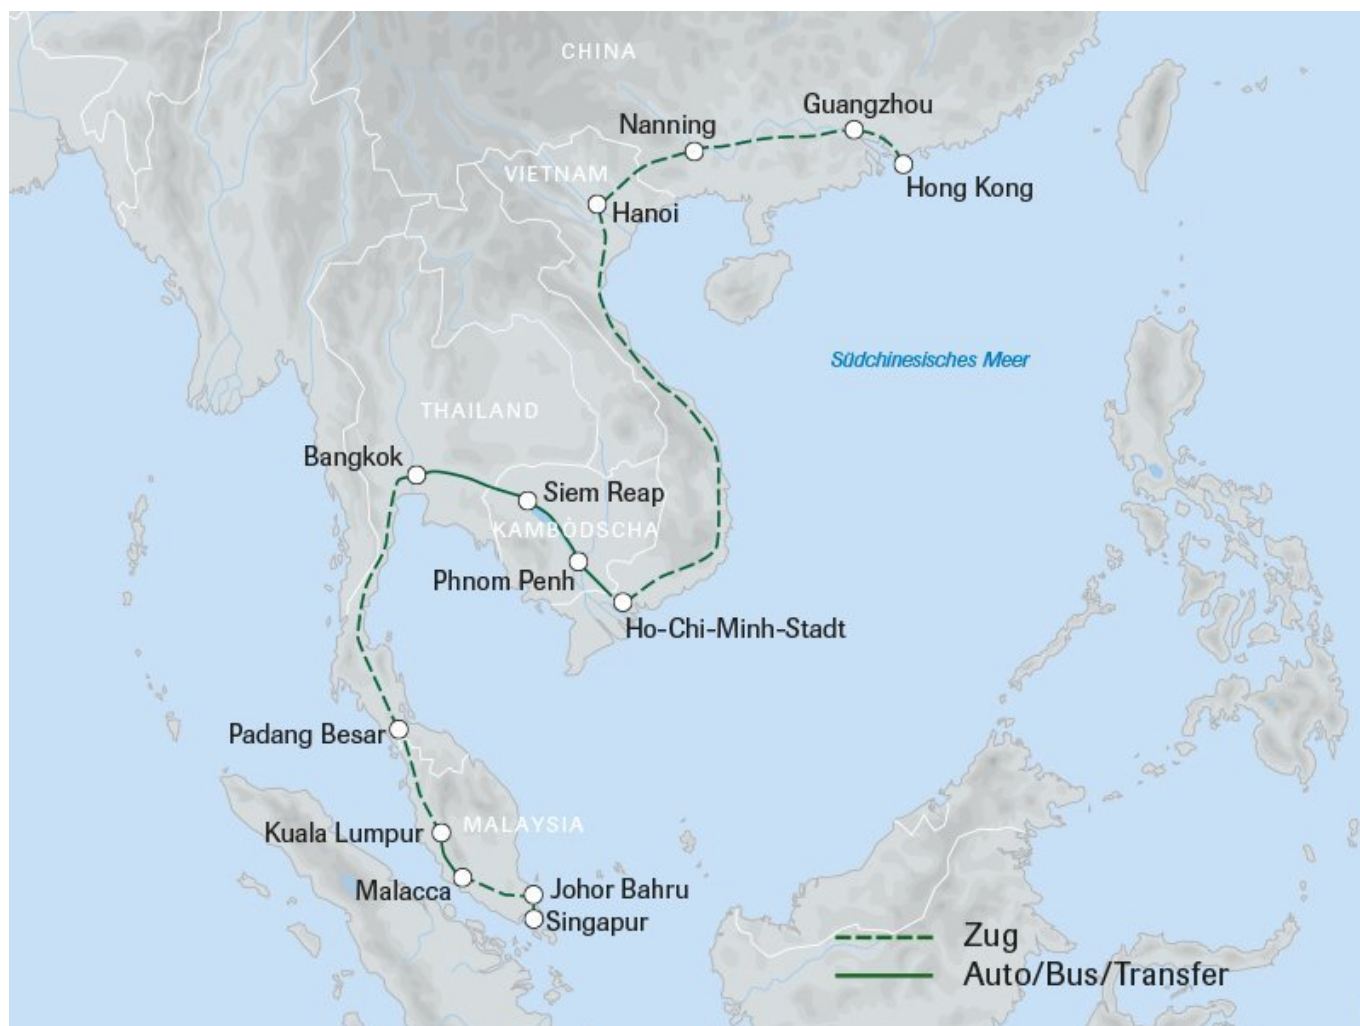 CHINA
Guangzhou
Nanning
VIETNAM
Hong Kong
Hanoi
Südchinesisches Meer
THAILAND
Bangkok
Siem Reap
KAMBODSCHA
Phnom Penh
Ho-Chi-Minh-Stadt
Padang Besar
MALAYSIA
Kuala Lumpur
Malacca
Johor Bahru
Singapur
Zug
Auto/Bus/Transfer